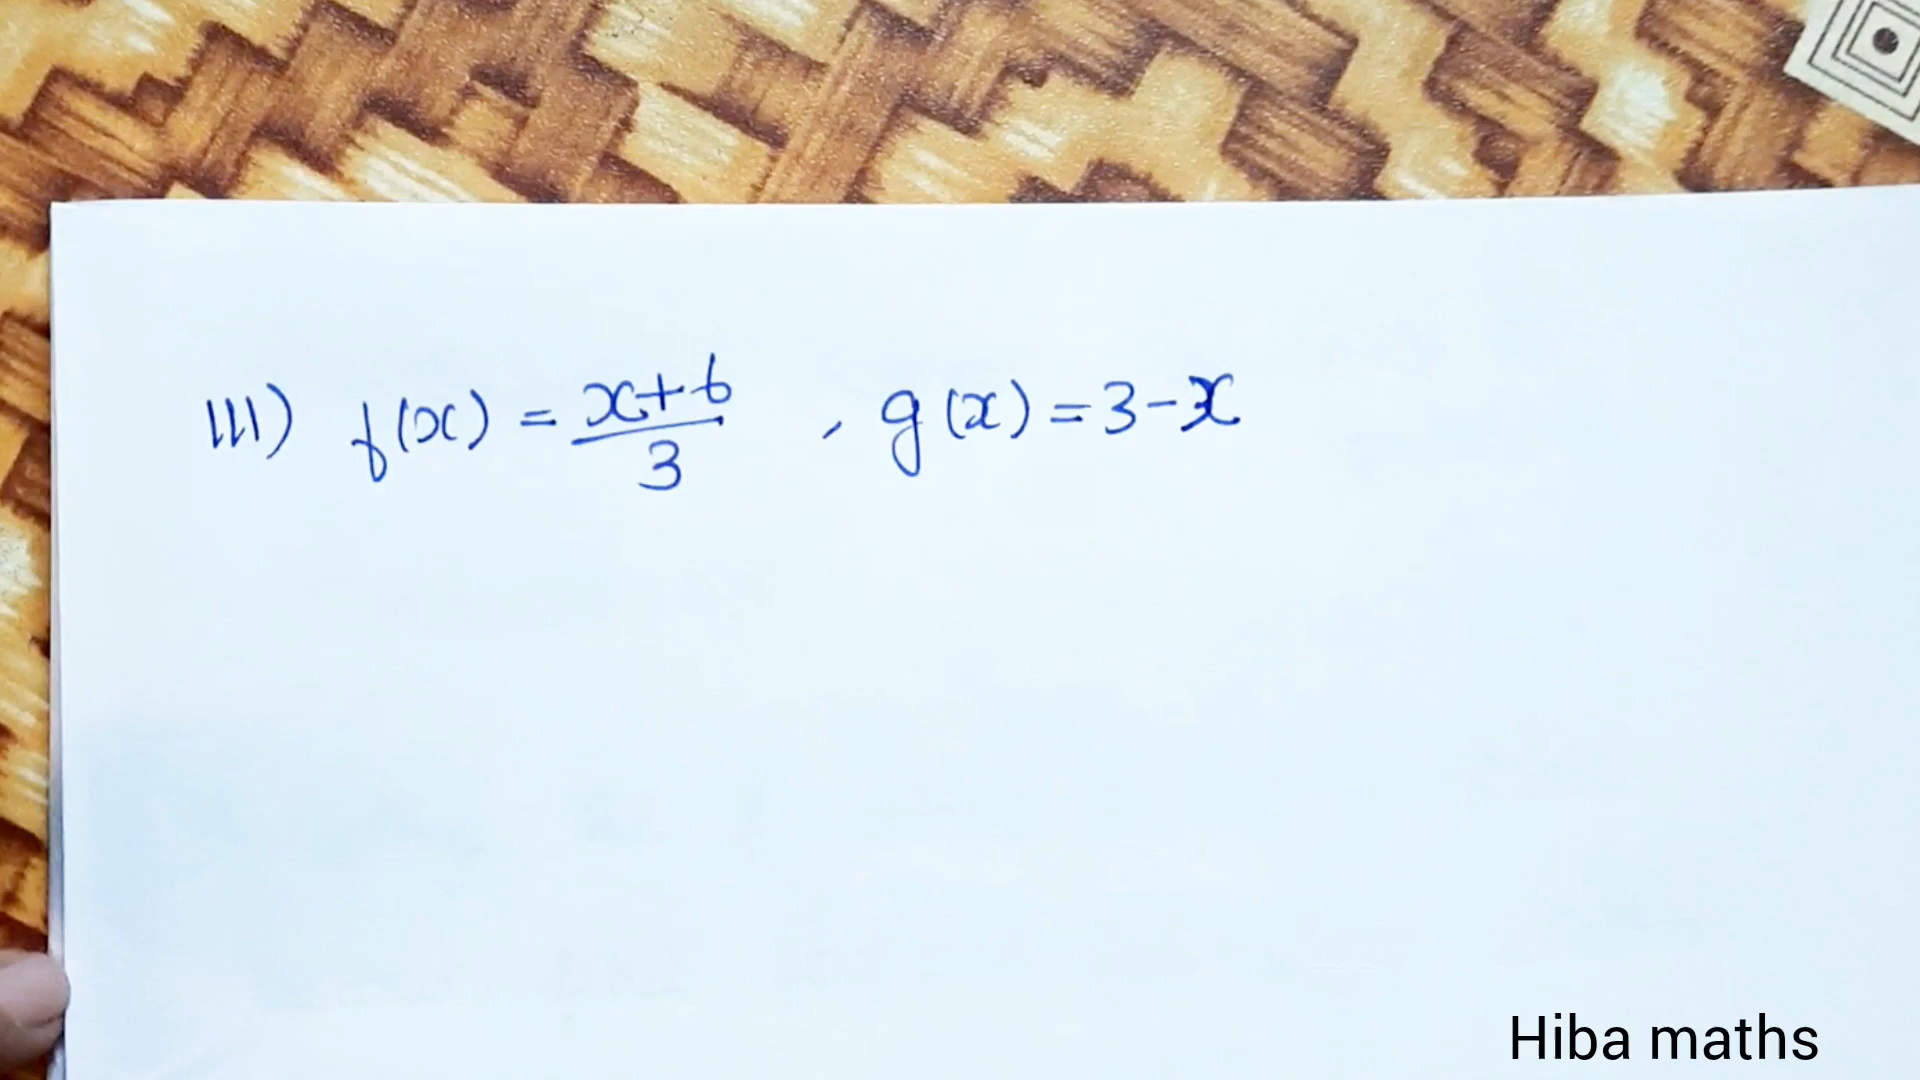 III) f(x) = x+6/3 , g(x) = 3-x
Hiba maths